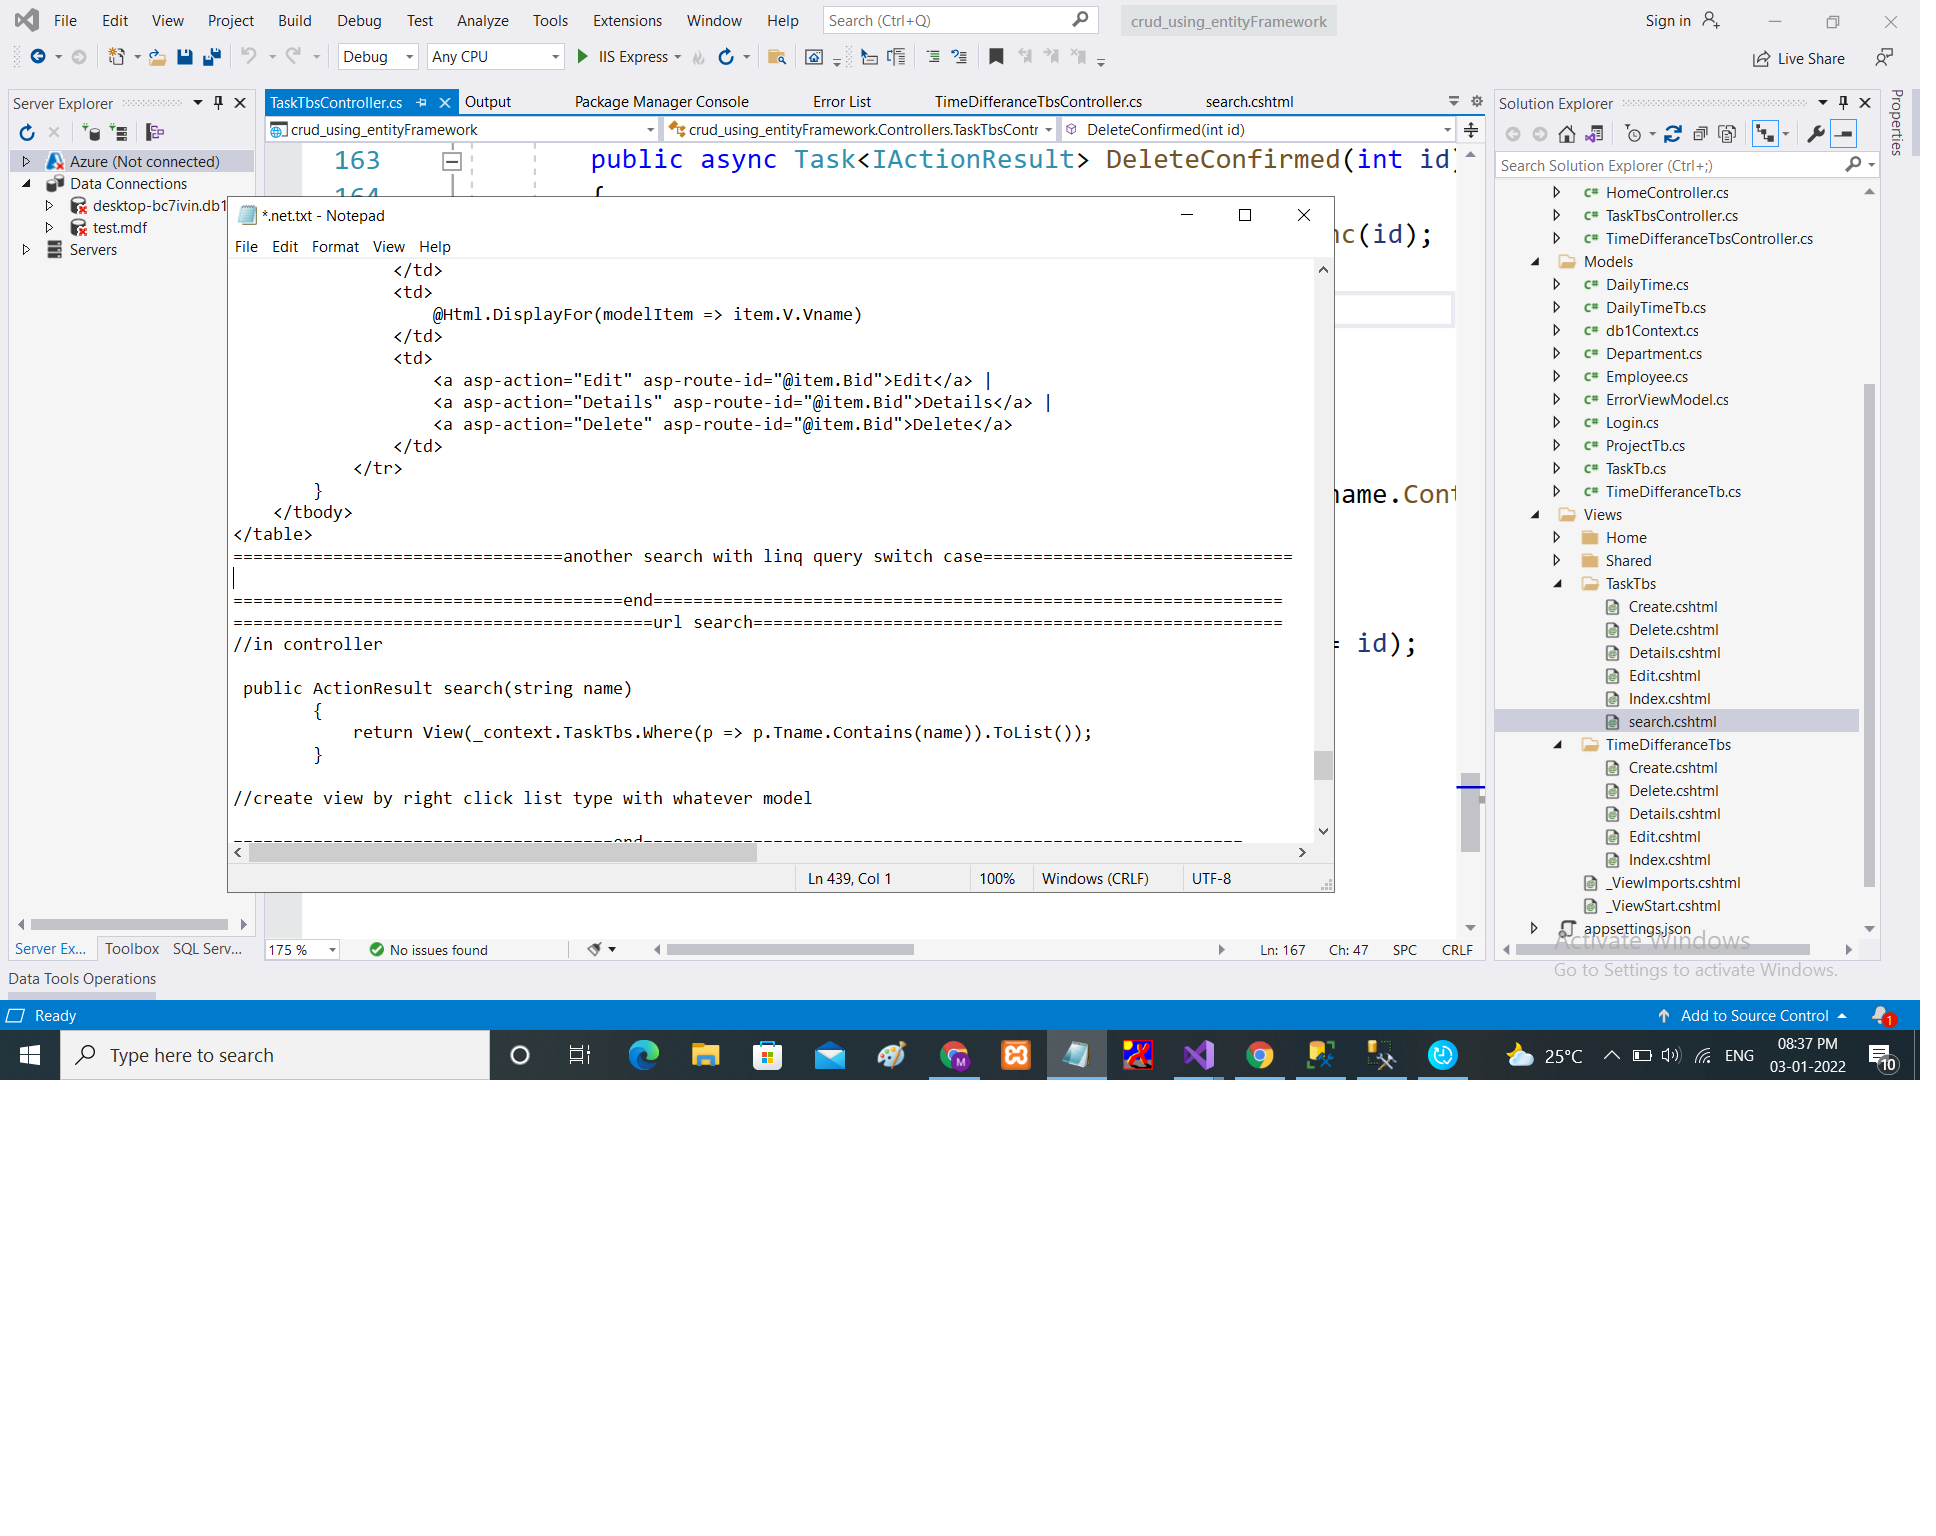 File Edit View Project Build Debug Test Analyze Tools Extensions Window Help Search (Ctrl+Q) crud_using_entityFramework Sign in
Debug Any CPU IIS Express Live Share
Server Explorer
Azure (Not connected)
Data Connections
desktop-bc7ivin.db1
test.mdf
Servers
TaskTbsController.cs Output Package Manager Console Error List TimeDifferanceTbsController.cs search.cshtml
crud_using_entityFramework crud_using_entityFramework.Controllers.TaskTbsContr DeleteConfirmed(int id)
163 public async Task<IActionResult> DeleteConfirmed(int id)
164 {
nc(id);
name.Cont
= id);
*.net.txt - Notepad
File Edit Format View Help
</td>
<td>
@Html.DisplayFor(modelItem => item.V.Vname)
</td>
<td>
<a asp-action="Edit" asp-route-id="@item.Bid">Edit</a> |
<a asp-action="Details" asp-route-id="@item.Bid">Details</a> |
<a asp-action="Delete" asp-route-id="@item.Bid">Delete</a>
</td>
</tr>
}
</tbody>
</table>
=================================another search with linq query switch case===============================
=======================================end===============================================================
==========================================url search=====================================================
//in controller
public ActionResult search(string name)
{
return View(_context.TaskTbs.Where(p => p.Tname.Contains(name)).ToList());
}
//create view by right click list type with whatever model
======================================end============================================================
Ln 439, Col 1 100% Windows (CRLF) UTF-8
175 % No issues found Ln: 167 Ch: 47 SPC CRLF
Server Ex... Toolbox SQL Serv...
Data Tools Operations
Solution Explorer
Search Solution Explorer (Ctrl+;)
HomeController.cs
TaskTbsController.cs
TimeDifferanceTbsController.cs
Models
DailyTime.cs
DailyTimeTb.cs
db1Context.cs
Department.cs
Employee.cs
ErrorViewModel.cs
Login.cs
ProjectTb.cs
TaskTb.cs
TimeDifferanceTb.cs
Views
Home
Shared
TaskTbs
Create.cshtml
Delete.cshtml
Details.cshtml
Edit.cshtml
Index.cshtml
search.cshtml
TimeDifferanceTbs
Create.cshtml
Delete.cshtml
Details.cshtml
Edit.cshtml
Index.cshtml
_ViewImports.cshtml
_ViewStart.cshtml
appsettings.json
Properties
Activate Windows
Go to Settings to activate Windows.
Ready Add to Source Control 1
Type here to search M 25°C ENG 08:37 PM
03-01-2022 10